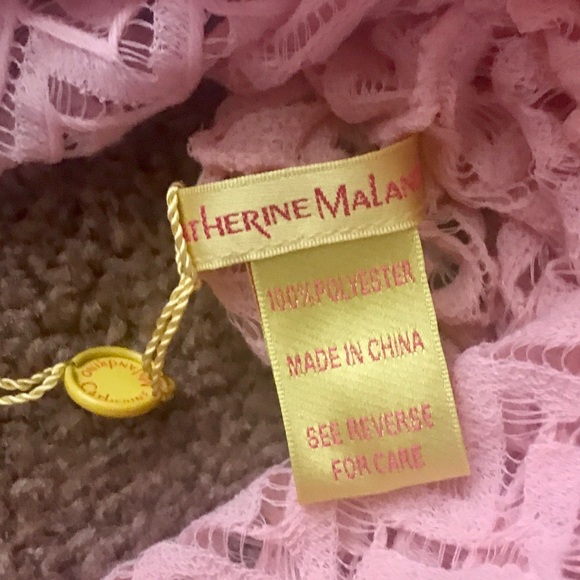 THERINE MALAN
100% POLYESTER
MADE IN CHINA
SEE REVERSE
FOR CARE